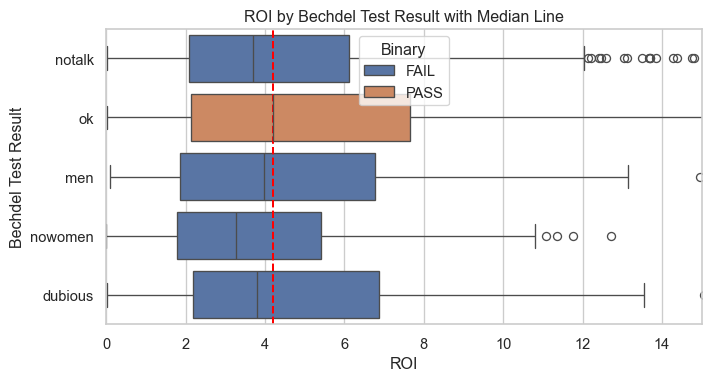 ROI by Bechdel Test Result with Median Line
Bechdel Test Result
notalk
ok
men
nowomen
dubious
Binary
FAIL
PASS
0 2 4 6 8 10 12 14
ROI